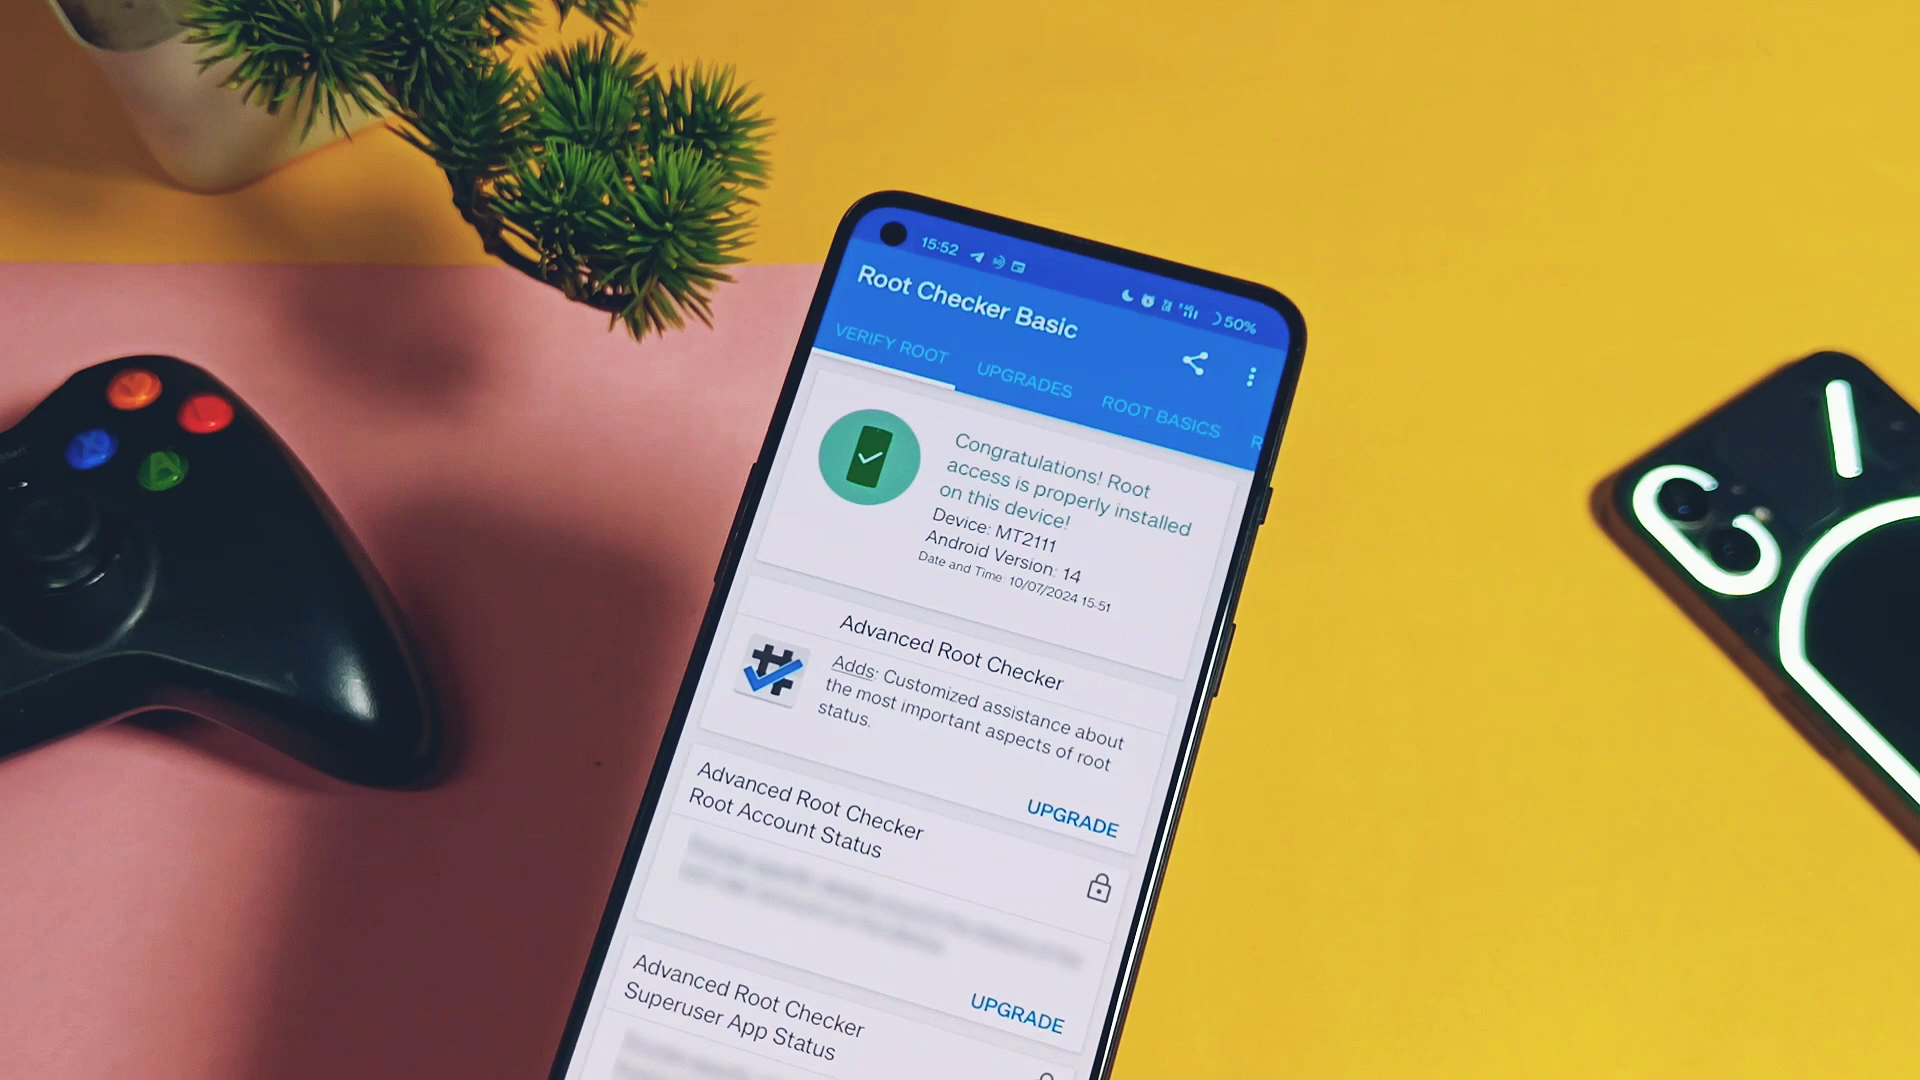 15:52
50%
Root Checker Basic
VERIFY ROOT
UPGRADES
ROOT BASICS
R
Congratulations! Root
access is properly installed
on this device!
Device: MT2111
Android Version: 14
Date and Time: 10/07/2024 15:51
Advanced Root Checker
Adds: Customized assistance about
the most important aspects of root
status.
UPGRADE
Advanced Root Checker
Root Account Status
UPGRADE
Advanced Root Checker
Superuser App Status
X
Y
B
A